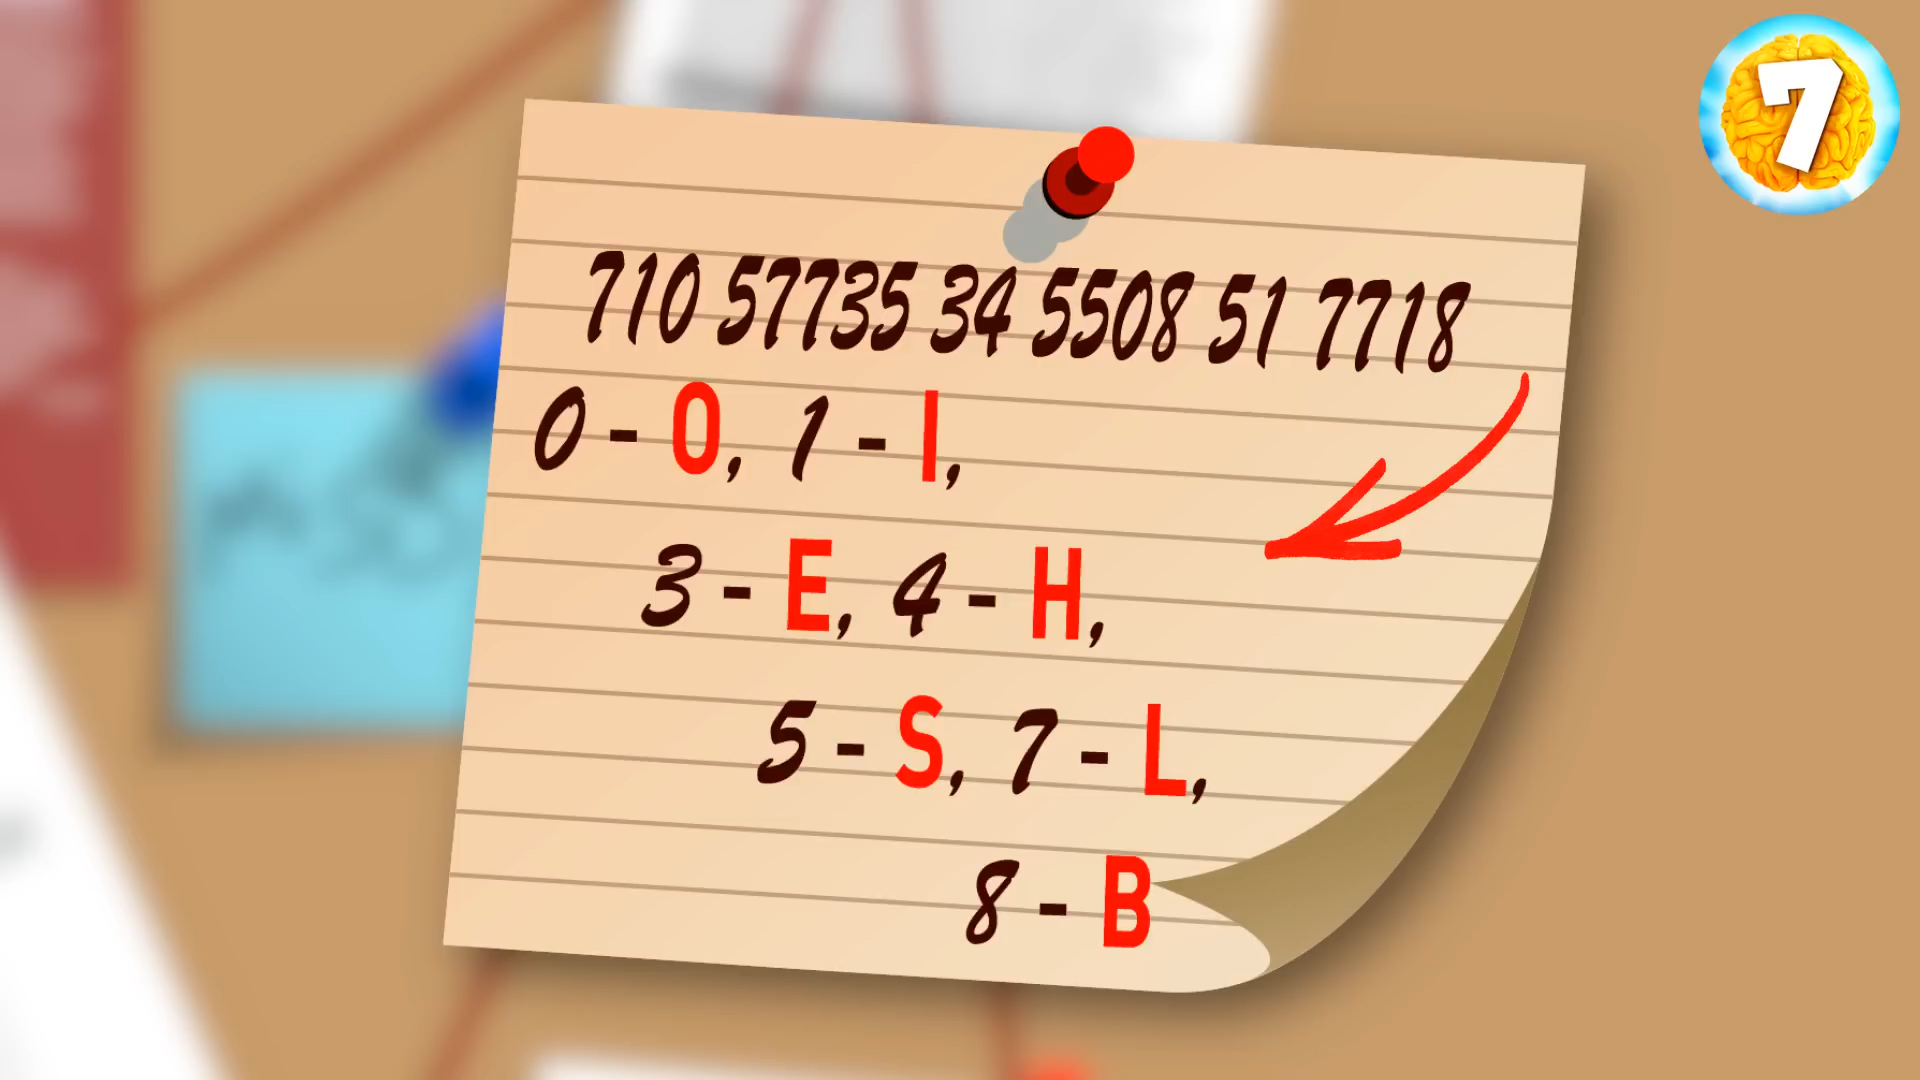 7
710 57735 34 5508 51 7718
0 - O, 1 - I,
3 - E, 4 - H,
5 - S, 7 - L,
8 - B